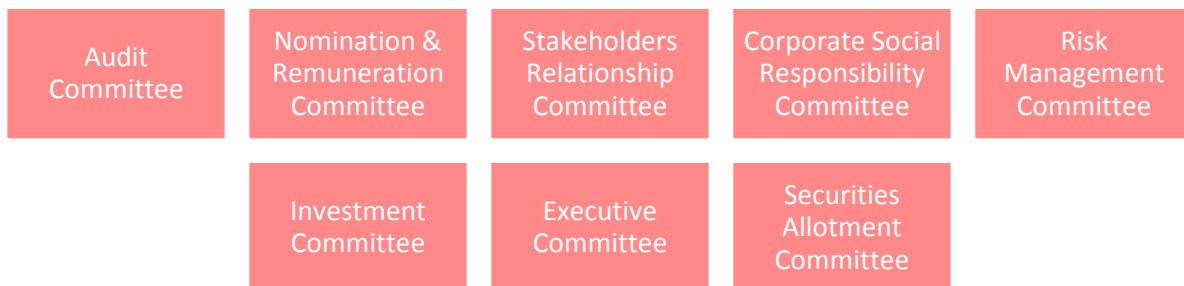 Audit
Committee
Nomination &
Remuneration
Committee
Stakeholders
Relationship
Committee
Corporate Social
Responsibility
Committee
Risk
Management
Committee
Investment
Committee
Executive
Committee
Securities
Allotment
Committee